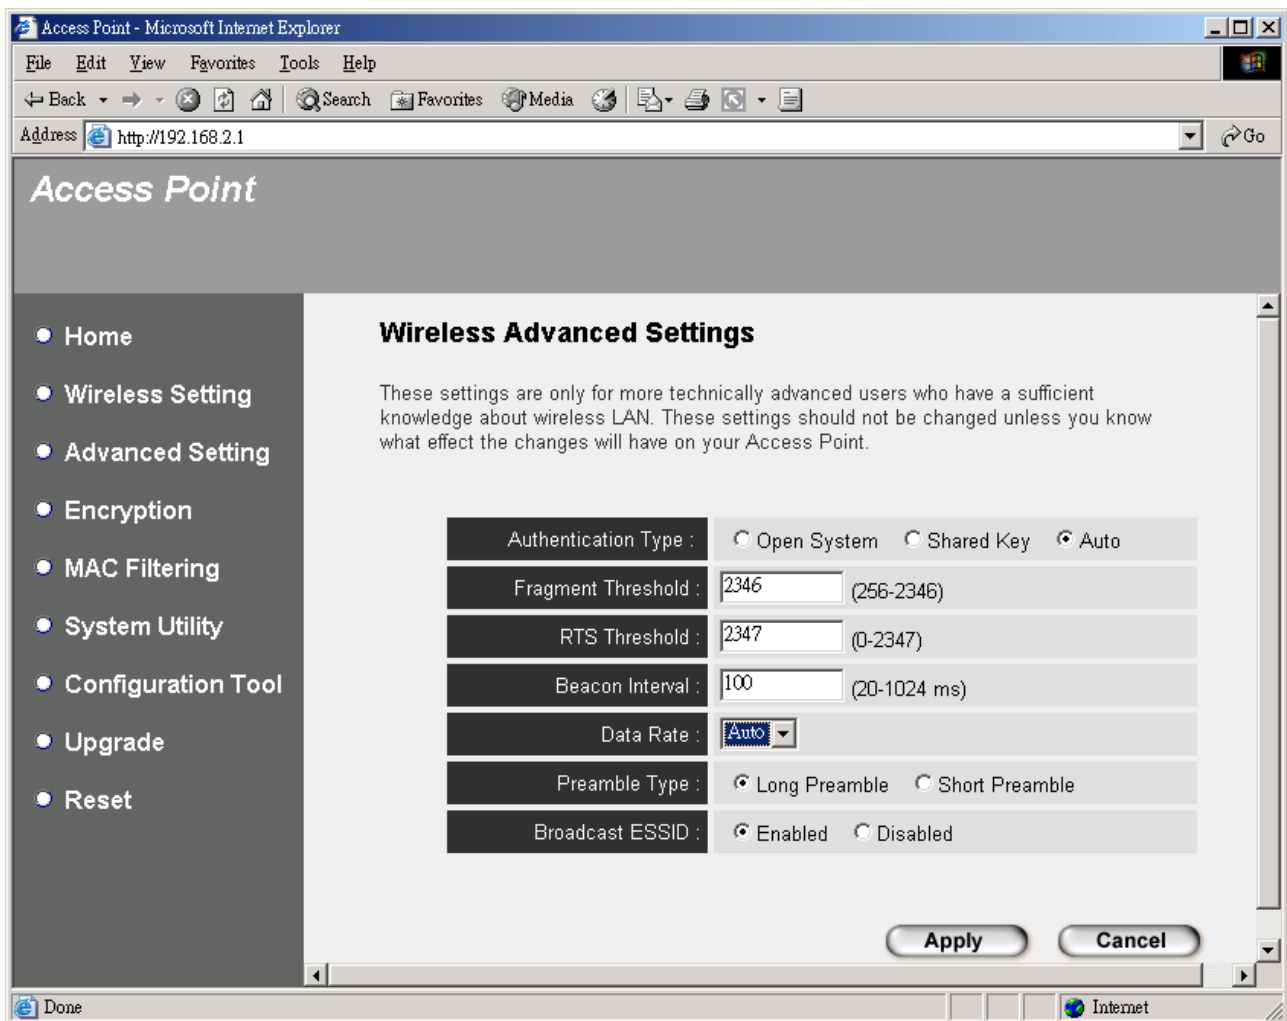 Access Point - Microsoft Internet Explorer
File Edit View Favorites Tools Help
Back Search Favorites Media
Address http://192.168.2.1 Go
Access Point
Home
Wireless Setting
Advanced Setting
Encryption
MAC Filtering
System Utility
Configuration Tool
Upgrade
Reset
Wireless Advanced Settings
These settings are only for more technically advanced users who have a sufficient
knowledge about wireless LAN. These settings should not be changed unless you know
what effect the changes will have on your Access Point.
Authentication Type : Open System Shared Key Auto
Fragment Threshold : 2346 (256-2346)
RTS Threshold : 2347 (0-2347)
Beacon Interval : 100 (20-1024 ms)
Data Rate : Auto
Preamble Type : Long Preamble Short Preamble
Broadcast ESSID : Enabled Disabled
Apply Cancel
Done Internet